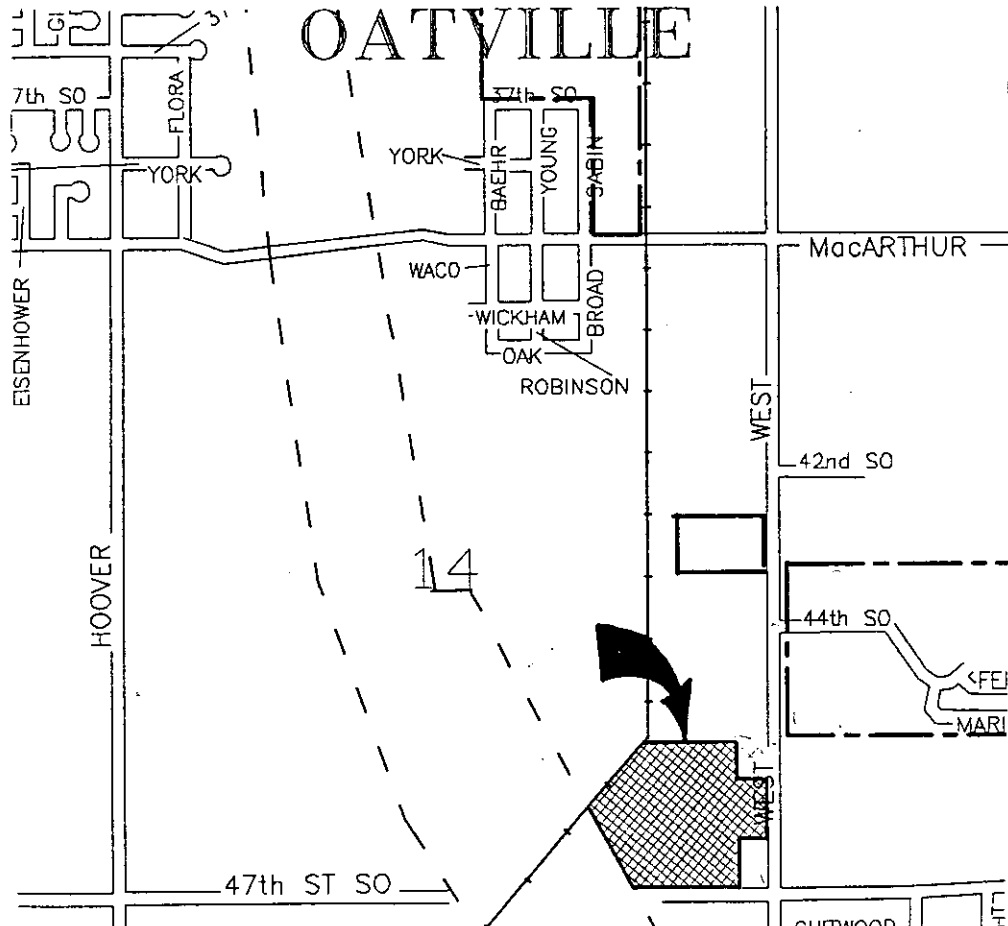 OATVILLE
7th SO
FLORA
YORK
37th SO
YORK
BAEHR
YOUNG
SABIN
MacARTHUR
EISENHOWER
WACO
WICKHAM
BROAD
OAK
ROBINSON
WEST
42nd SO
HOOVER
14
44th SO
MARI
WEST
47th ST SO